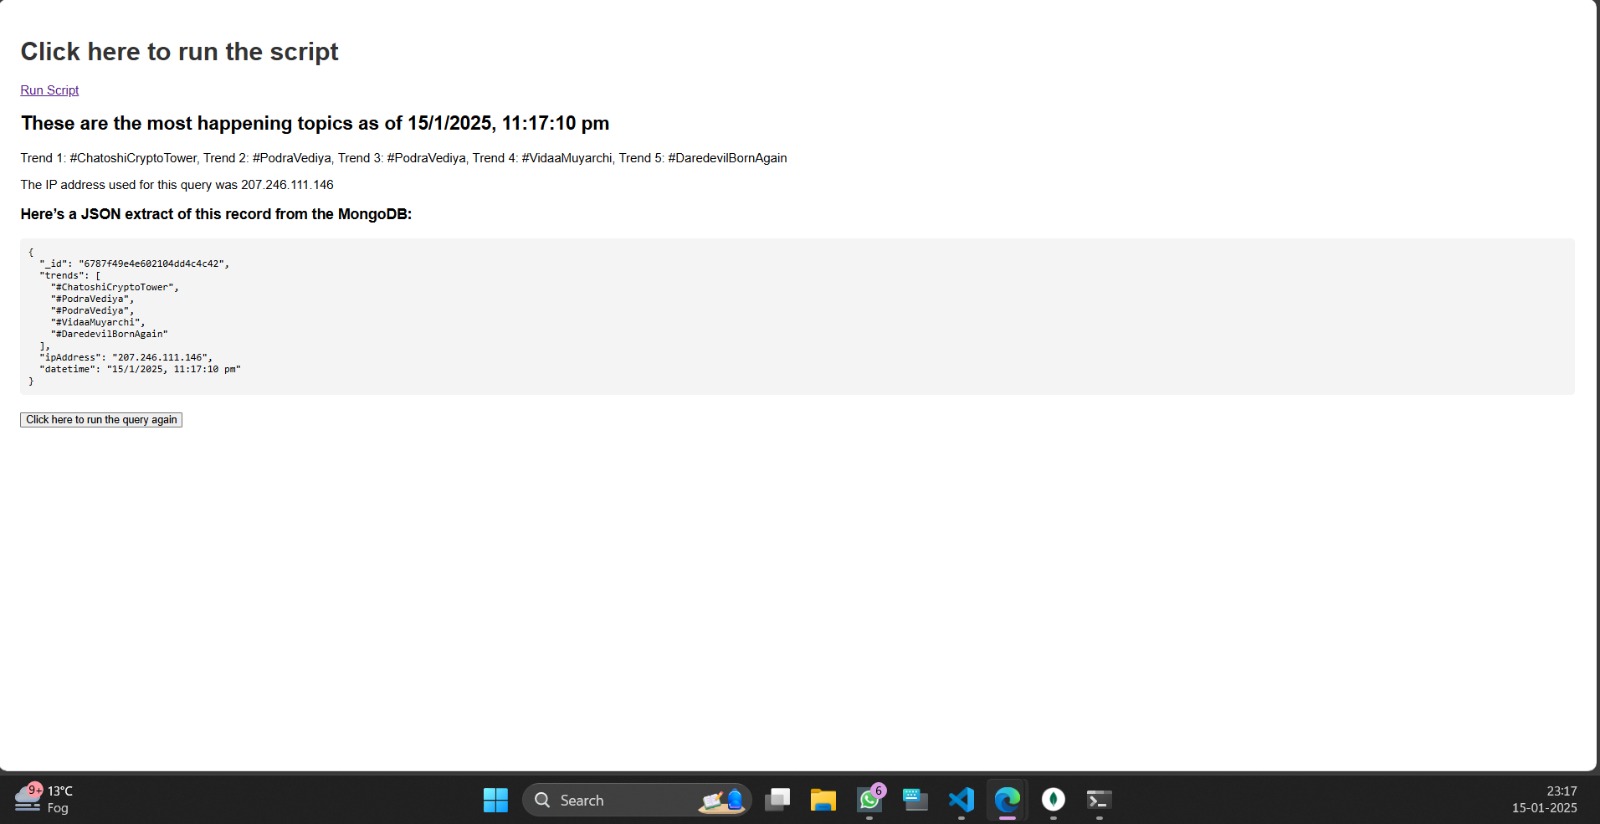 Click here to run the script
Run Script
These are the most happening topics as of 15/1/2025, 11:17:10 pm
Trend 1: #ChatoshiCryptoTower, Trend 2: #PodraVediya, Trend 3: #PodraVediya, Trend 4: #VidaaMuyarchi, Trend 5: #DaredevilBornAgain
The IP address used for this query was 207.246.111.146
Here's a JSON extract of this record from the MongoDB:
{
"_id": "6787f49e4e602104dd4c4c42",
"trends": [
"#ChatoshiCryptoTower",
"#PodraVediya",
"#PodraVediya",
"#VidaaMuyarchi",
"#DaredevilBornAgain"
],
"ipAddress": "207.246.111.146",
"datetime": "15/1/2025, 11:17:10 pm"
}
Click here to run the query again
9+
13°C
Fog
Search
6
23:17
15-01-2025